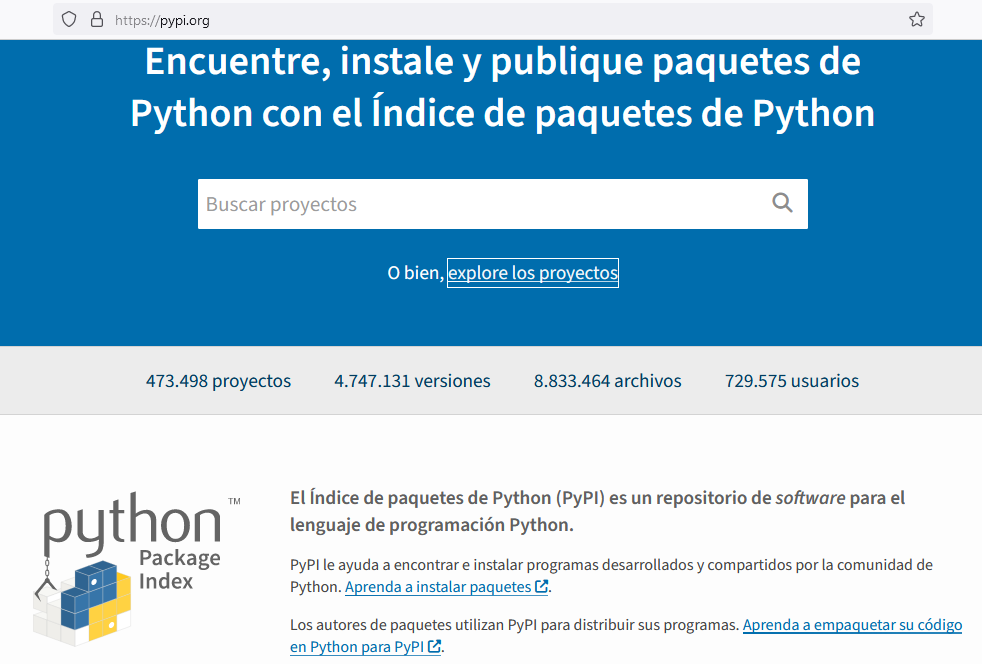 https://pypi.org
Encuentre, instale y publique paquetes de
Python con el Índice de paquetes de Python
Buscar proyectos
O bien, explore los proyectos
473.498 proyectos 4.747.131 versiones 8.833.464 archivos 729.575 usuarios
python™
Package
Index
El Índice de paquetes de Python (PyPI) es un repositorio de software para el
lenguaje de programación Python.
PyPI le ayuda a encontrar e instalar programas desarrollados y compartidos por la comunidad de
Python. Aprenda a instalar paquetes.
Los autores de paquetes utilizan PyPI para distribuir sus programas. Aprenda a empaquetar su código
en Python para PyPI.